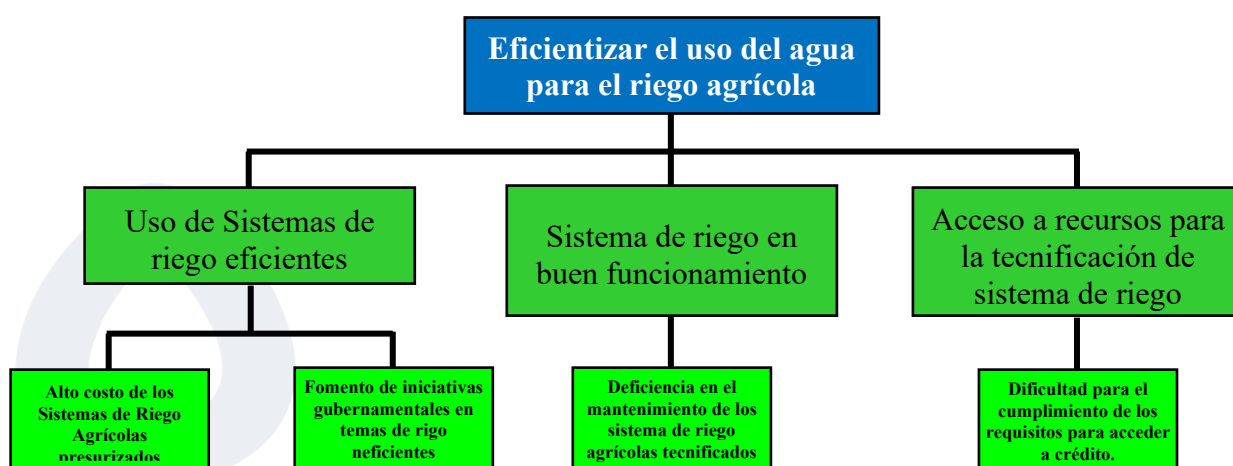 Eficientizar el uso del agua
para el riego agrícola
Uso de Sistemas de
riego eficientes
Sistema de riego en
buen funcionamiento
Acceso a recursos para
la tecnificación de
sistema de riego
Alto costo de los
Sistemas de Riego
Agrícolas
presurizados
Fomento de iniciativas
gubernamentales en
temas de rigo
neficientes
Deficiencia en el
mantenimiento de los
sistema de riego
agrícolas tecnificados
Dificultad para el
cumplimiento de los
requisitos para acceder
a crédito.